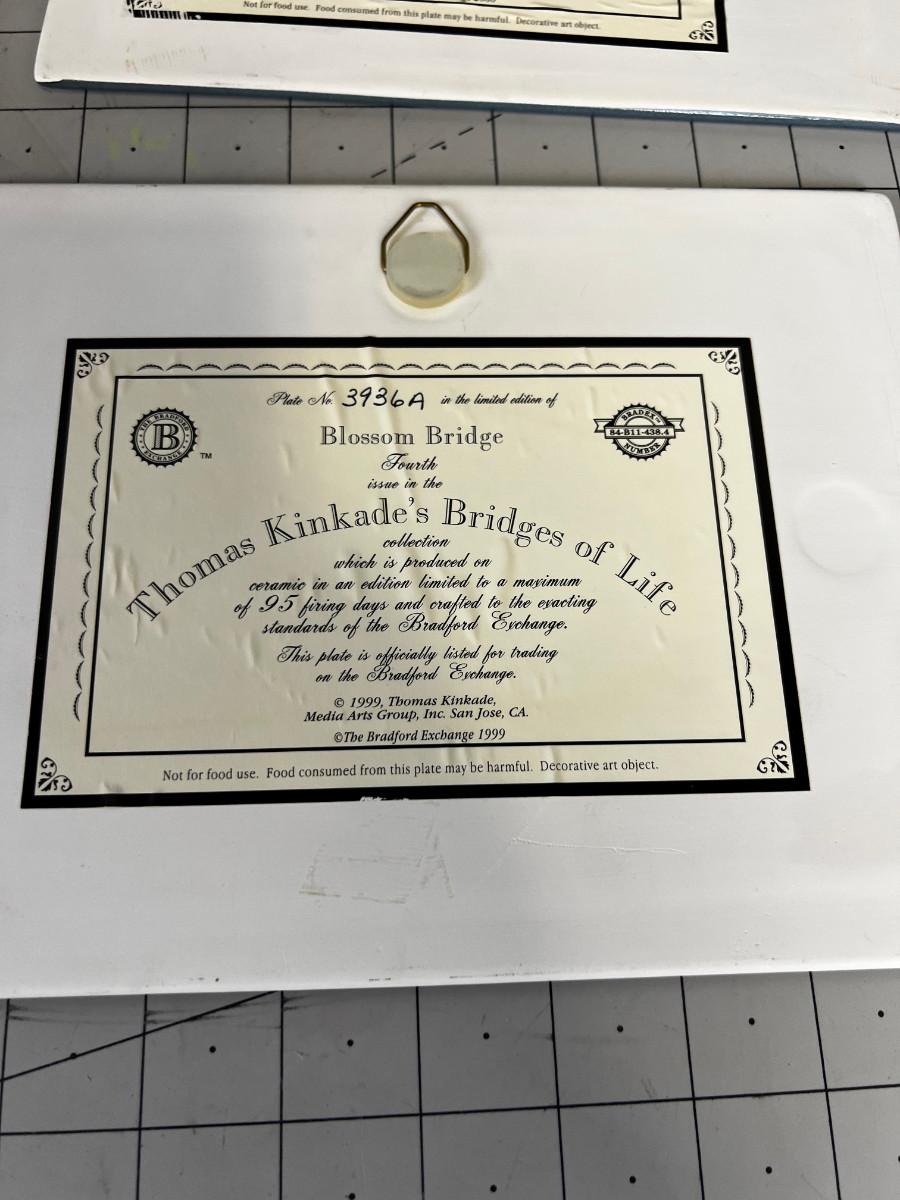 Not for food use. Food consumed from this plate may be harmful. Decorative art object.
Plate No. 3936A in the limited edition of
THE BRADFORD EXCHANGE
B
TM
BRADEX™
84-B11-438.4
NUMBER
Blossom Bridge
Fourth
issue in the
Thomas Kinkade's Bridges of Life
collection
which is produced on
ceramic in an edition limited to a maximum
of 95 firing days and crafted to the exacting
standards of the Bradford Exchange.
This plate is officially listed for trading
on the Bradford Exchange.
© 1999, Thomas Kinkade,
Media Arts Group, Inc. San Jose, CA.
©The Bradford Exchange 1999
Not for food use. Food consumed from this plate may be harmful. Decorative art object.